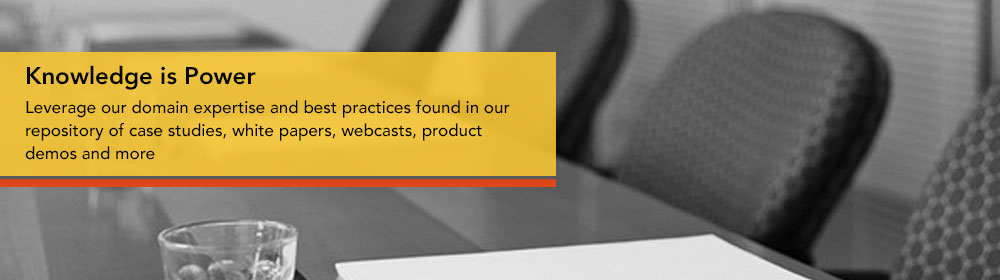 Knowledge is Power
Leverage our domain expertise and best practices found in our
repository of case studies, white papers, webcasts, product
demos and more